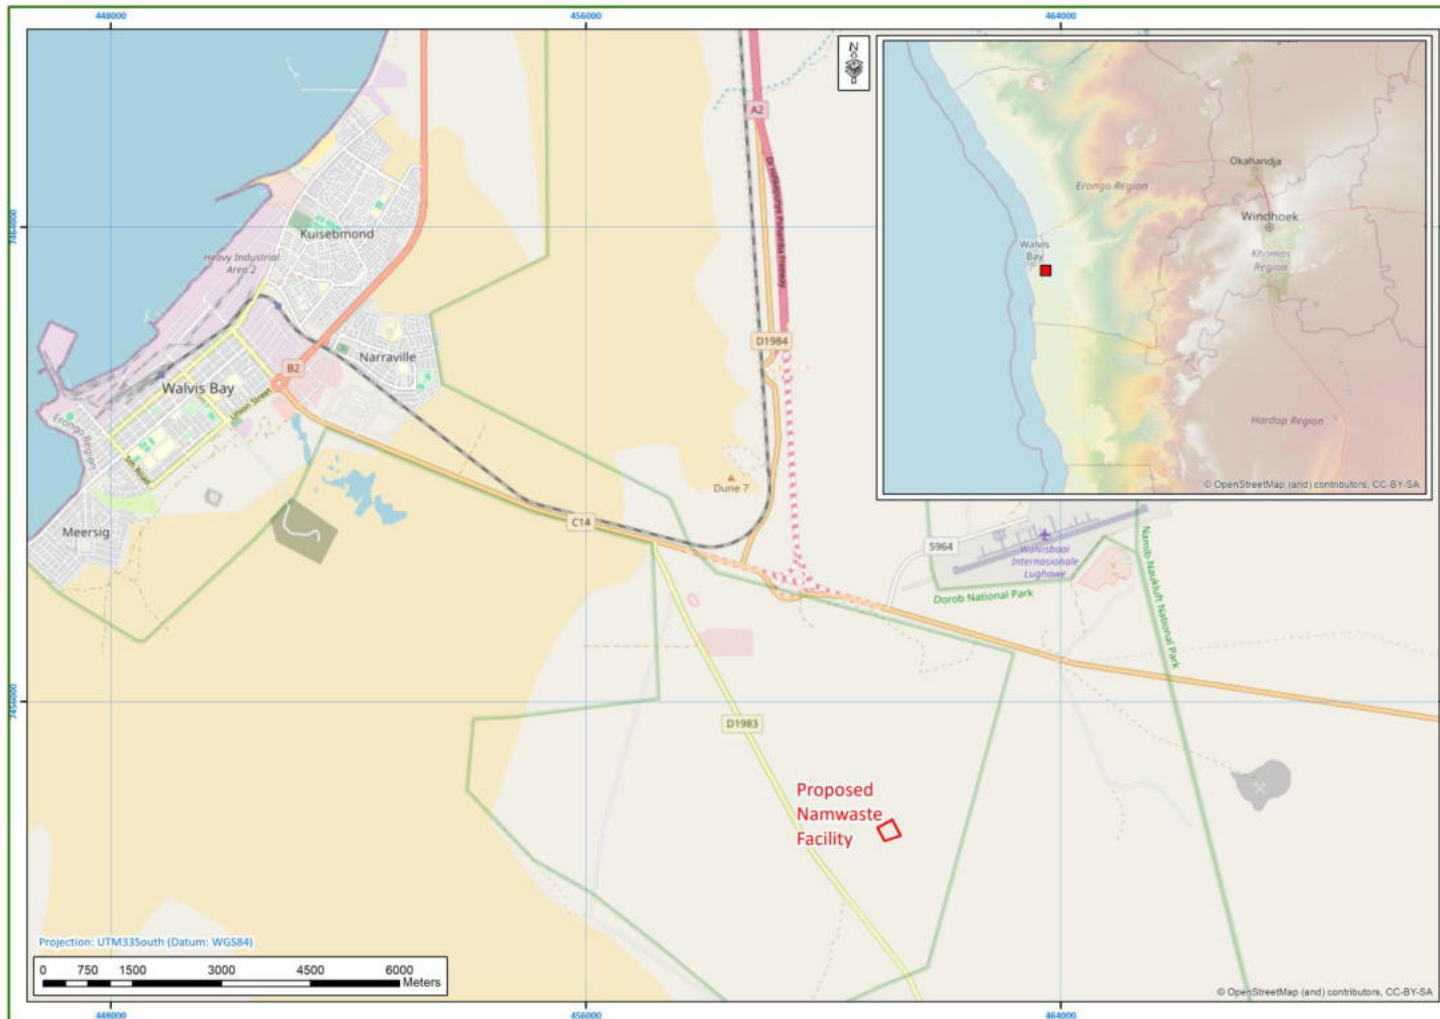 448000
456000
464000
N
A2
Dr Hifikepunye Pohamba Freeway
7464000
Kuisebmond
Heavy Industrial
Area 2
D1984
B2
Narraville
Walvis Bay
Union Street
Erongo Region
5th Road
Meersig
Dune 7
C14
Erongo Region
Okahandja
Windhoek
Walvis
Bay
Khomas
Region
Hardap Region
© OpenStreetMap (and) contributors, CC-BY-SA
S964
Walvisbaai
Internasionale
Lughawe
Dorob National Park
Namib-Naukluft National Park
7456000
D1983
Proposed
Namwaste
Facility
Projection: UTM33South (Datum: WGS84)
0 750 1500 3000 4500 6000
Meters
© OpenStreetMap (and) contributors, CC-BY-SA
448000
456000
464000